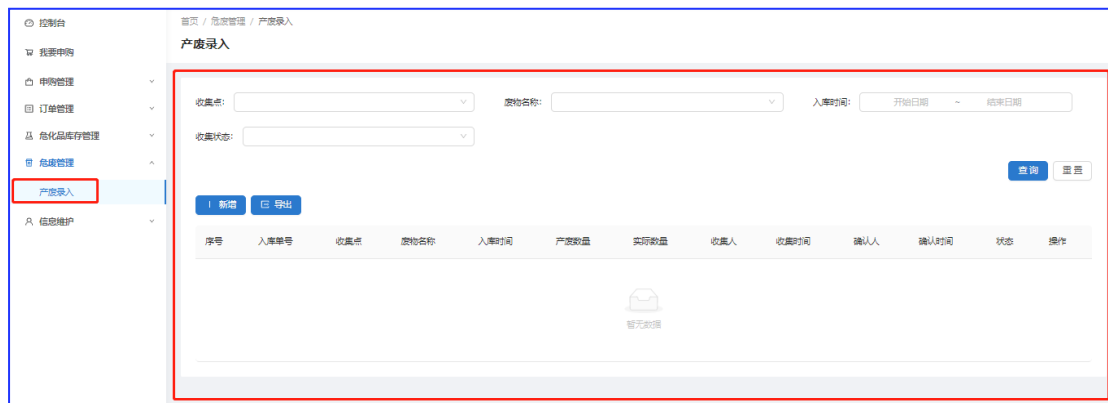 控制台
我要申购
申购管理
订单管理
危化品库存管理
危废管理
产废录入
信息维护
首页 / 危废管理 / 产废录入
产废录入
收集点: 废物名称: 入库时间: 开始日期 ~ 结束日期
收集状态:
查询 重置
新增 导出
序号 入库单号 收集点 废物名称 入库时间 产废数量 实际数量 收集人 收集时间 确认人 确认时间 状态 操作
暂无数据